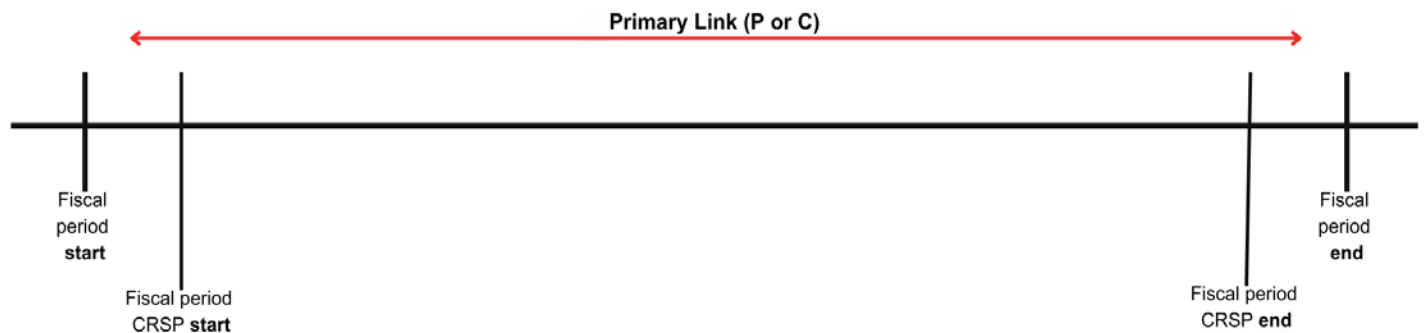 Primary Link (P or C)
Fiscal
period
start
Fiscal period
CRSP start
Fiscal period
CRSP end
Fiscal
period
end